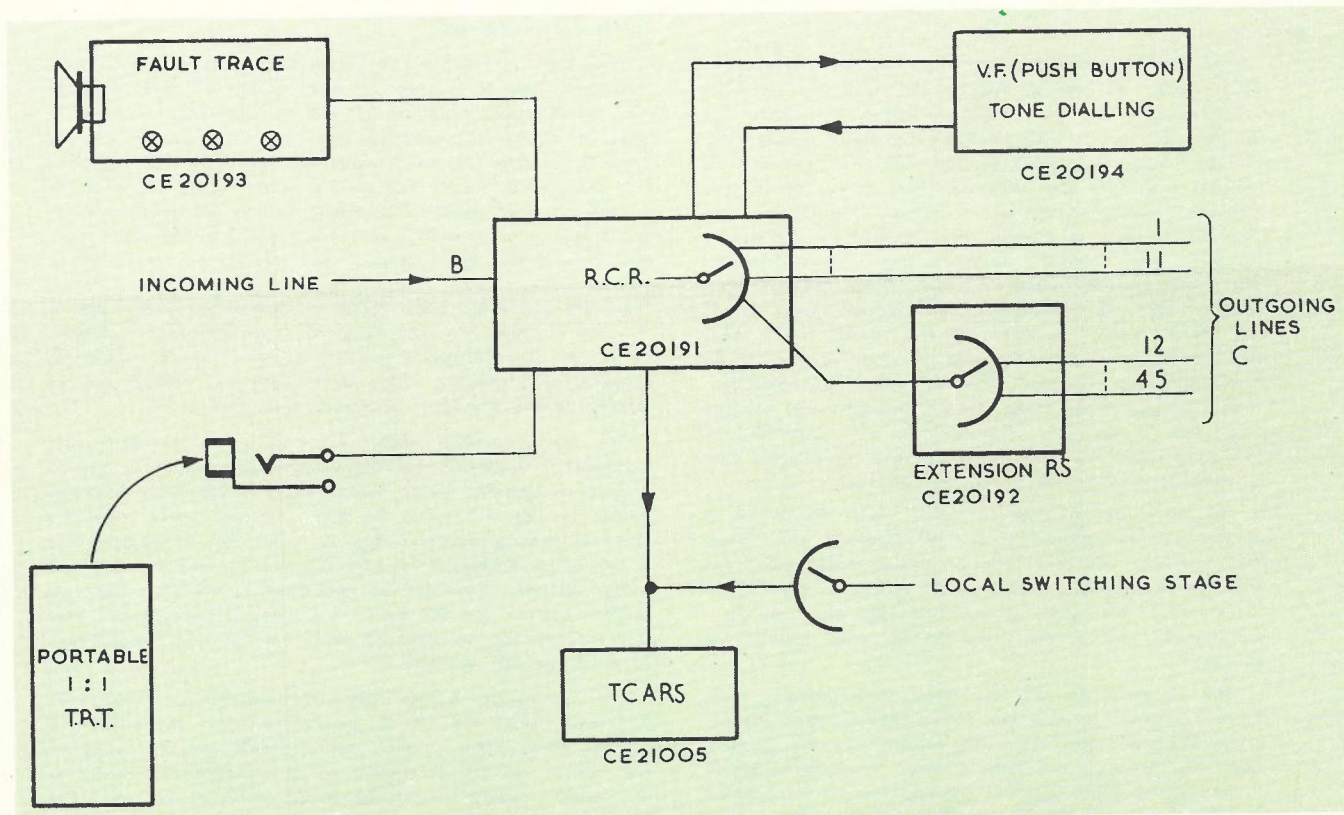 FAULT TRACE
CE20193
V.F. (PUSH BUTTON)
TONE DIALLING
CE20194
INCOMING LINE
B
R.C.R.
CE20191
1
11
12
45
OUTGOING
LINES
C
EXTENSION RS
CE20192
LOCAL SWITCHING STAGE
TCARS
CE21005
PORTABLE
1 : 1
T.R.T.